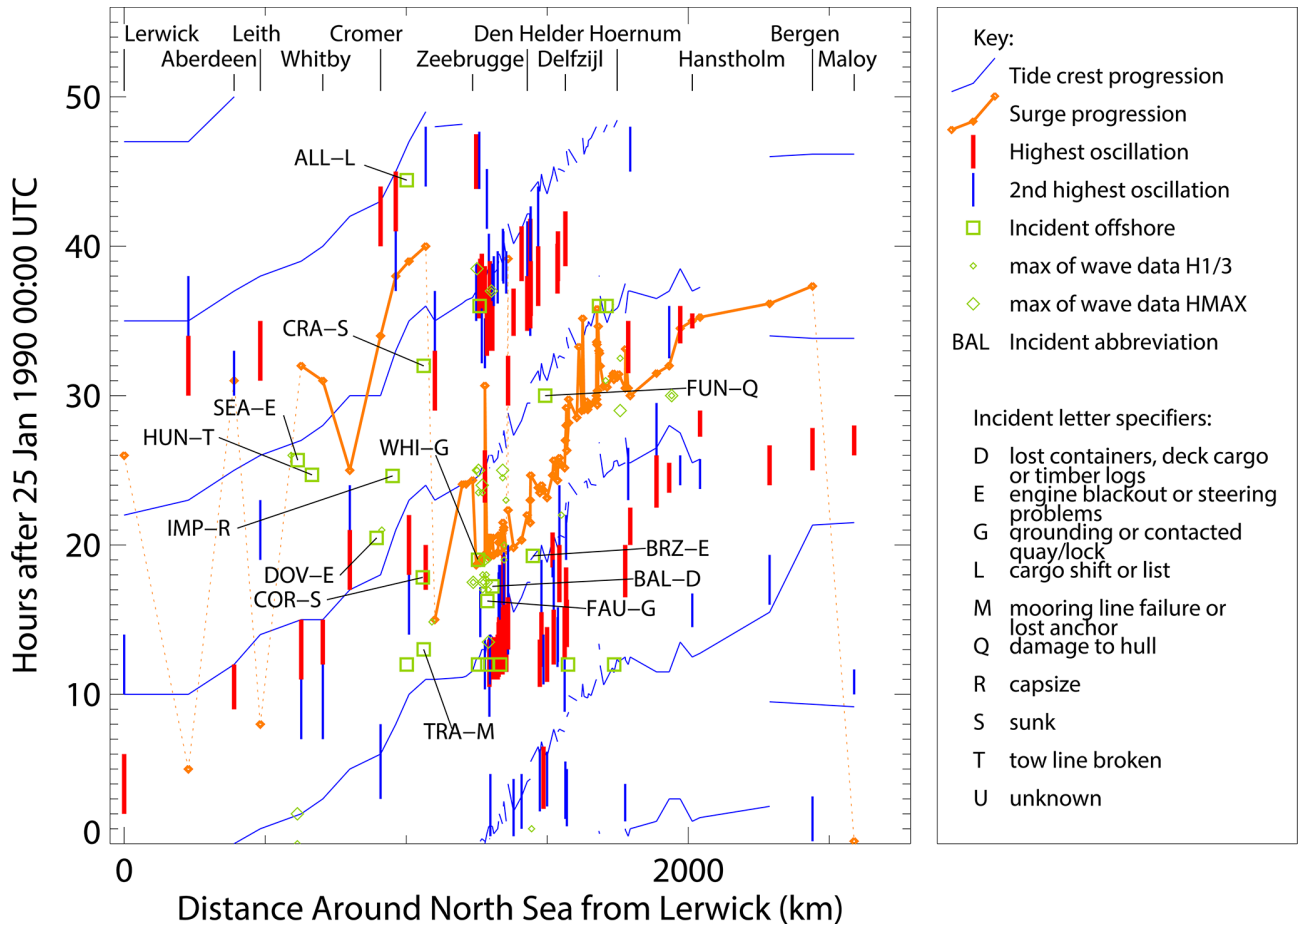 Lerwick Leith Cromer Den Helder Hoernum Bergen
Aberdeen Whitby Zeebrugge Delfzijl Hanstholm Maloy
50
40
30
20
10
0
Hours after 25 Jan 1990 00:00 UTC
ALL–L
CRA–S
SEA–E
HUN–T
WHI–G
FUN–Q
IMP–R
BRZ–E
DOV–E
BAL–D
COR–S
FAU–G
TRA–M
0 2000
Distance Around North Sea from Lerwick (km)
Key:
Tide crest progression
Surge progression
Highest oscillation
2nd highest oscillation
Incident offshore
max of wave data H1/3
max of wave data HMAX
BAL Incident abbreviation
Incident letter specifiers:
D lost containers, deck cargo
or timber logs
E engine blackout or steering
problems
G grounding or contacted
quay/lock
L cargo shift or list
M mooring line failure or
lost anchor
Q damage to hull
R capsize
S sunk
T tow line broken
U unknown